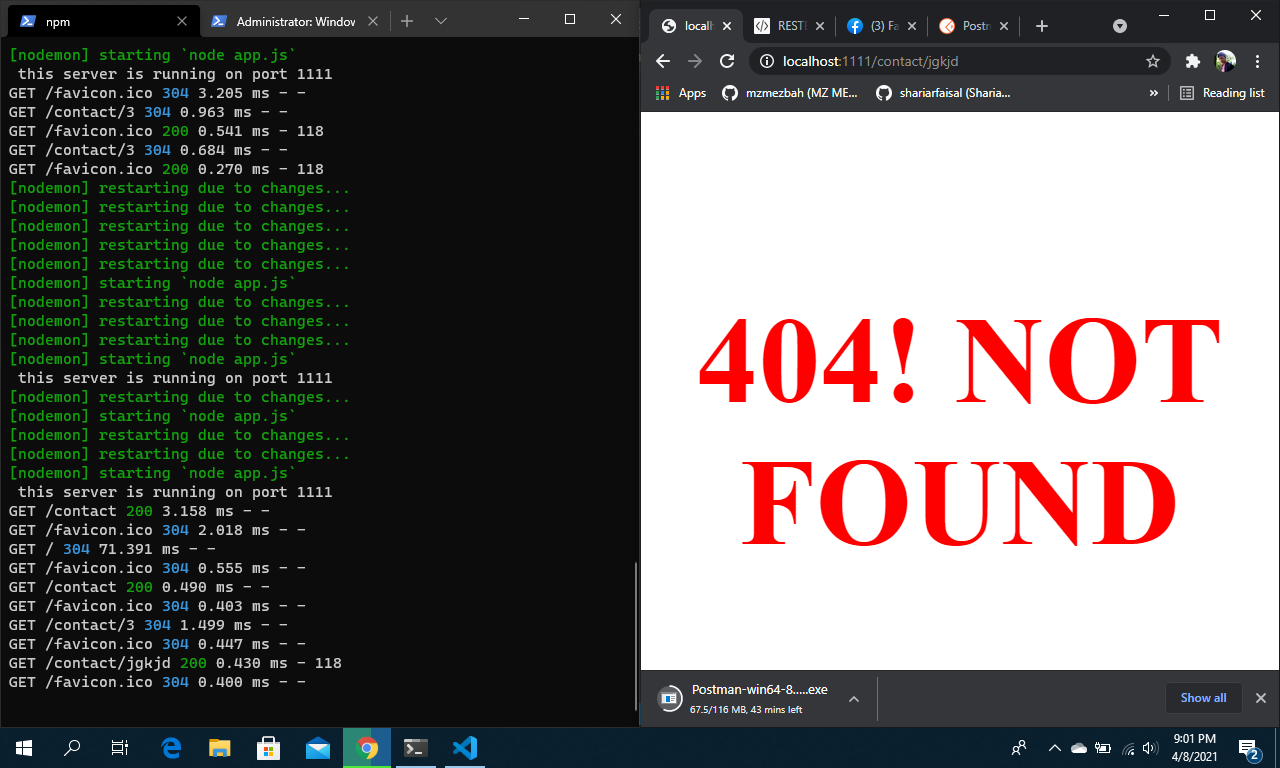 npm
Administrator: Window
[nodemon] starting `node app.js`
this server is running on port 1111
GET /favicon.ico 304 3.205 ms - -
GET /contact/3 304 0.963 ms - -
GET /favicon.ico 200 0.541 ms - 118
GET /contact/3 304 0.684 ms - -
GET /favicon.ico 200 0.270 ms - 118
[nodemon] restarting due to changes...
[nodemon] restarting due to changes...
[nodemon] restarting due to changes...
[nodemon] restarting due to changes...
[nodemon] restarting due to changes...
[nodemon] starting `node app.js`
[nodemon] restarting due to changes...
[nodemon] restarting due to changes...
[nodemon] restarting due to changes...
[nodemon] starting `node app.js`
this server is running on port 1111
[nodemon] restarting due to changes...
[nodemon] starting `node app.js`
[nodemon] restarting due to changes...
[nodemon] restarting due to changes...
[nodemon] starting `node app.js`
this server is running on port 1111
GET /contact 200 3.158 ms - -
GET /favicon.ico 304 2.018 ms - -
GET / 304 71.391 ms - -
GET /favicon.ico 304 0.555 ms - -
GET /contact 200 0.490 ms - -
GET /favicon.ico 304 0.403 ms - -
GET /contact/3 304 1.499 ms - -
GET /favicon.ico 304 0.447 ms - -
GET /contact/jgkjd 200 0.430 ms - 118
GET /favicon.ico 304 0.400 ms - -
localh
REST
(3) Fa
Postm
localhost:1111/contact/jgkjd
Apps
mzmezbah (MZ ME...
shariarfaisal (Sharia...
»
Reading list
404! NOT
FOUND
Postman-win64-8.....exe
67.5/116 MB, 43 mins left
Show all
9:01 PM
4/8/2021
2